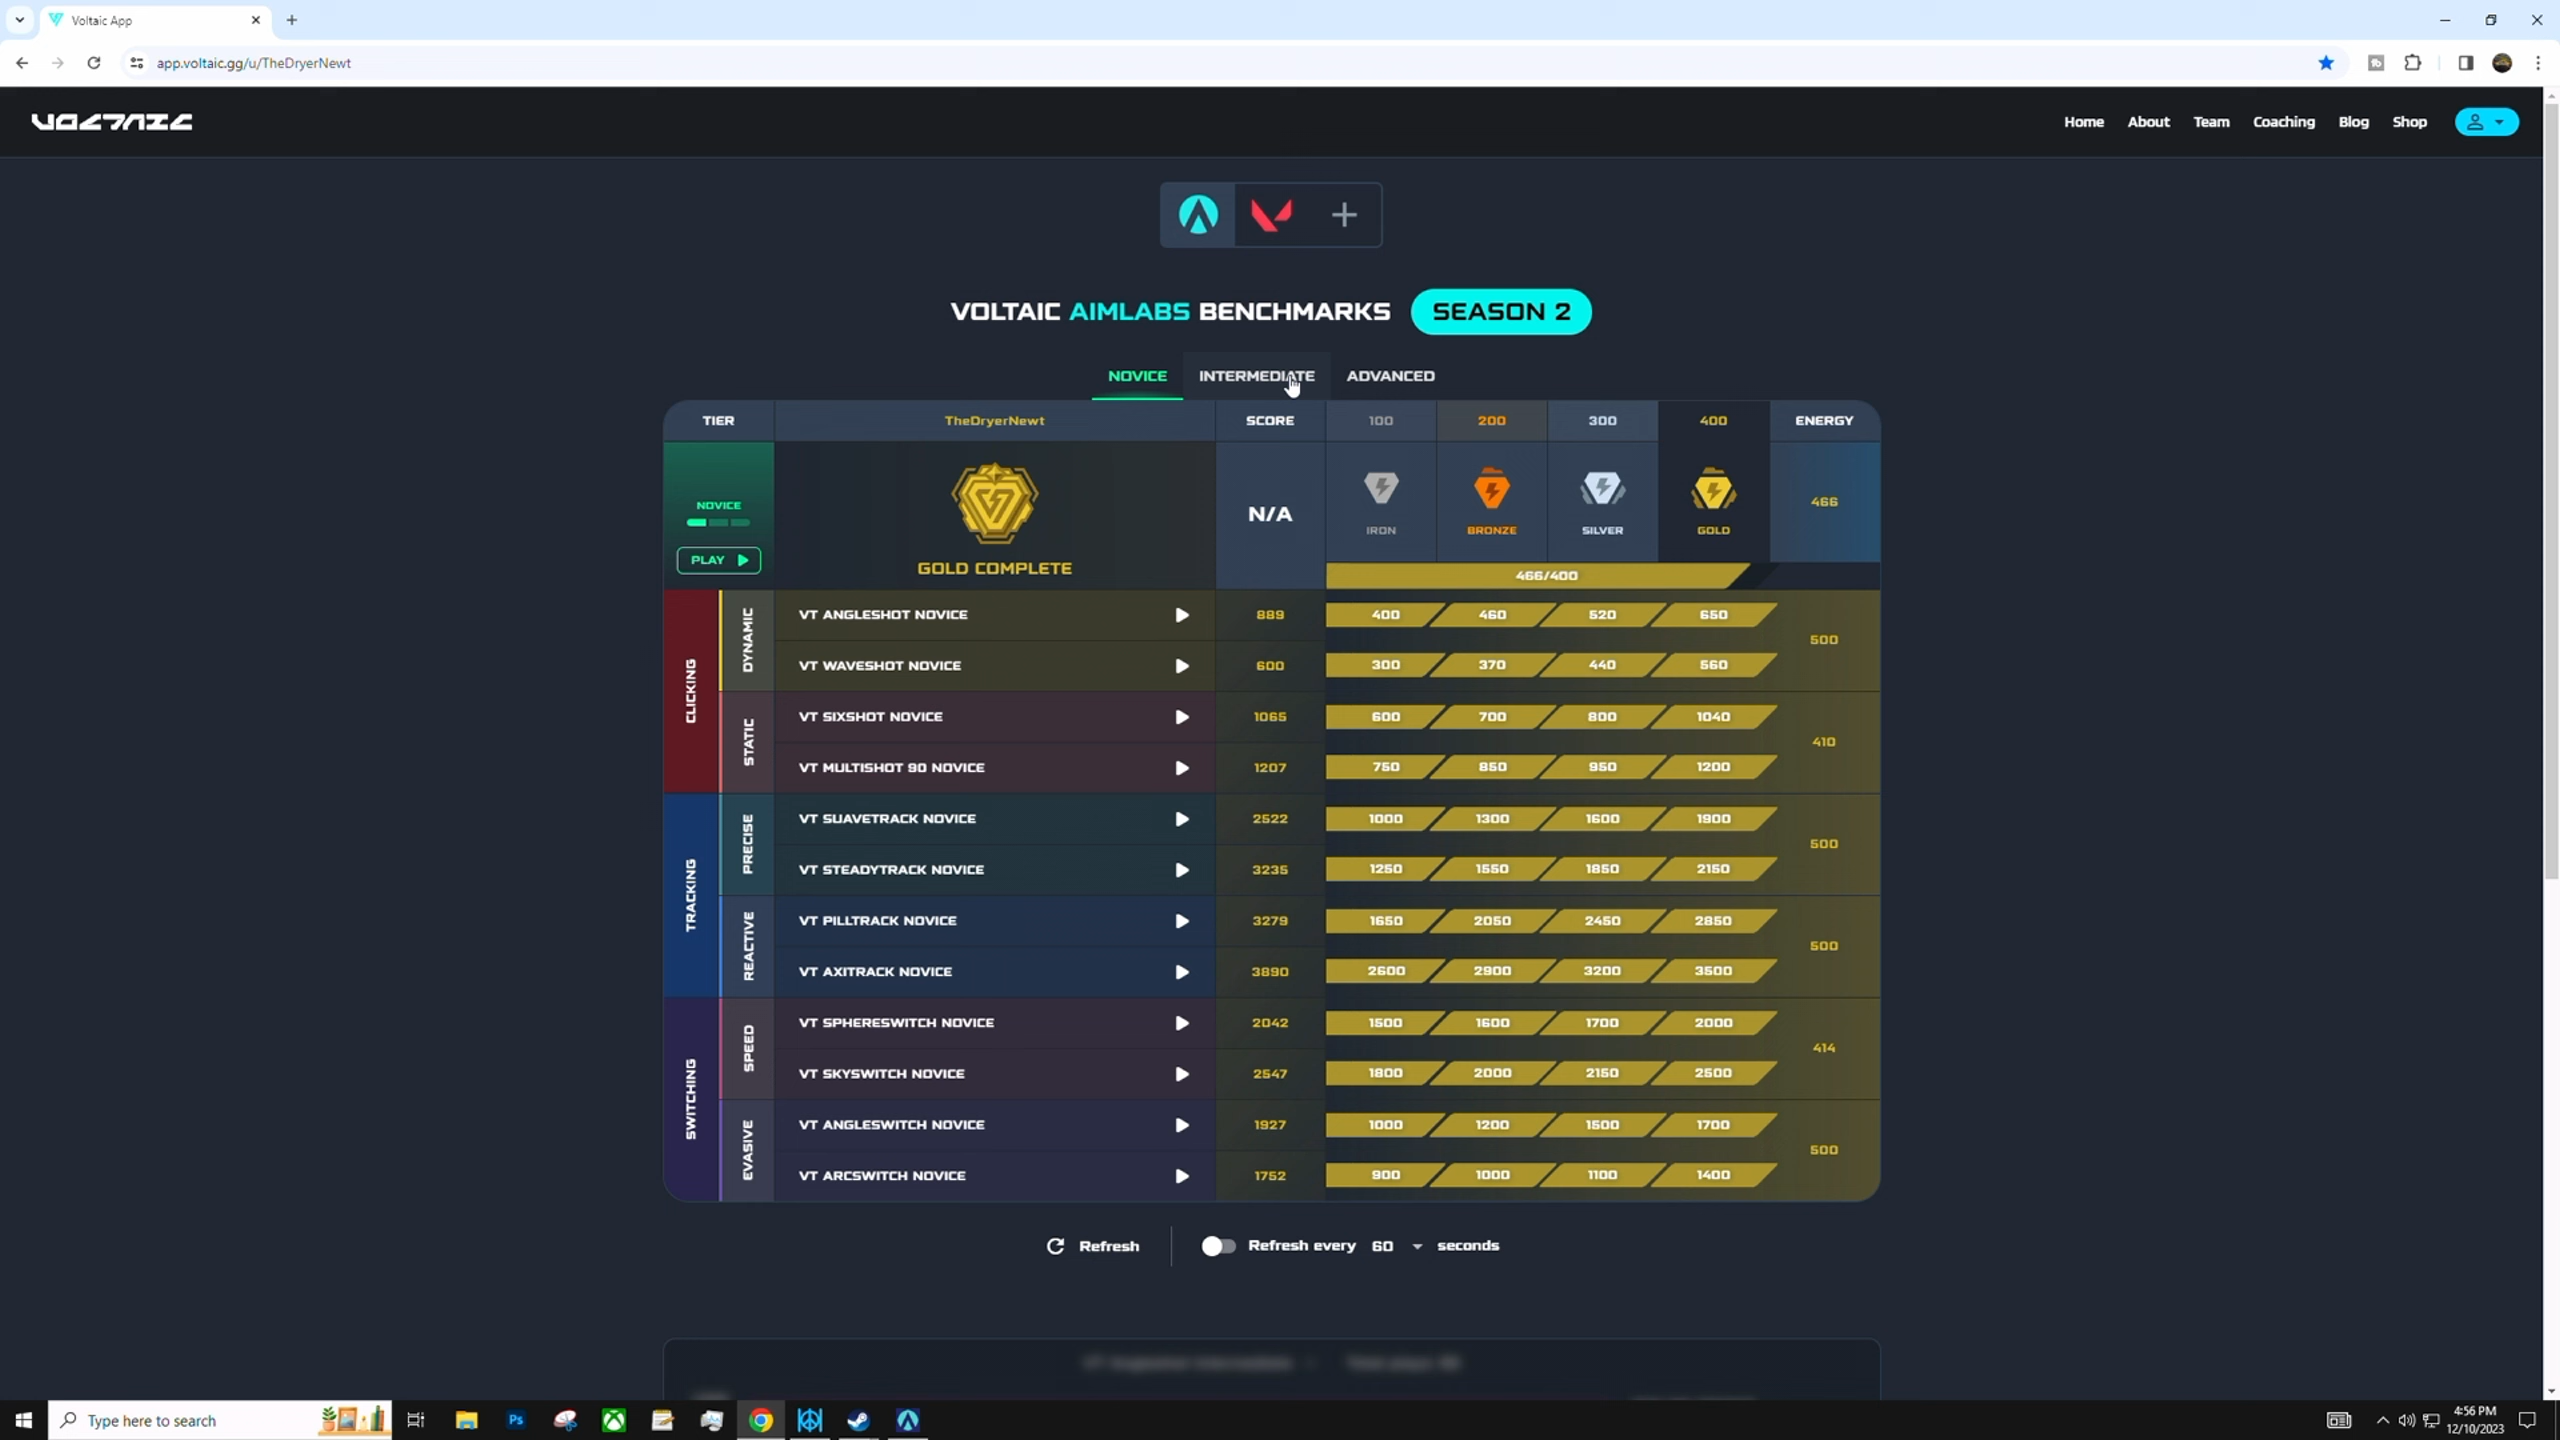 Voltaic App
app.voltaic.gg/u/TheDryerNewt
VOLTAIC
Home About Team Coaching Blog Shop
VOLTAIC AIMLABS BENCHMARKS SEASON 2
NOVICE INTERMEDIATE ADVANCED
TIER TheDryerNewt SCORE 100 200 300 400 ENERGY
NOVICE
PLAY
GOLD COMPLETE
N/A
IRON BRONZE SILVER GOLD
466
466/400
CLICKING
DYNAMIC
VT ANGLESHOT NOVICE 889 400 460 520 650
500
VT WAVESHOT NOVICE 600 300 370 440 560
STATIC
VT SIXSHOT NOVICE 1065 600 700 800 1040
410
VT MULTISHOT 90 NOVICE 1207 750 850 950 1200
TRACKING
PRECISE
VT SUAVETRACK NOVICE 2522 1000 1300 1600 1900
500
VT STEADYTRACK NOVICE 3235 1250 1550 1850 2150
REACTIVE
VT PILLTRACK NOVICE 3279 1650 2050 2450 2850
500
VT AXITRACK NOVICE 3890 2600 2900 3200 3500
SWITCHING
SPEED
VT SPHERESWITCH NOVICE 2042 1500 1600 1700 2000
414
VT SKYSWITCH NOVICE 2547 1800 2000 2150 2500
EVASIVE
VT ANGLESWITCH NOVICE 1927 1000 1200 1500 1700
500
VT ARCSWITCH NOVICE 1752 900 1000 1100 1400
Refresh Refresh every 60 seconds
Type here to search
Ps
4:56 PM
12/10/2023